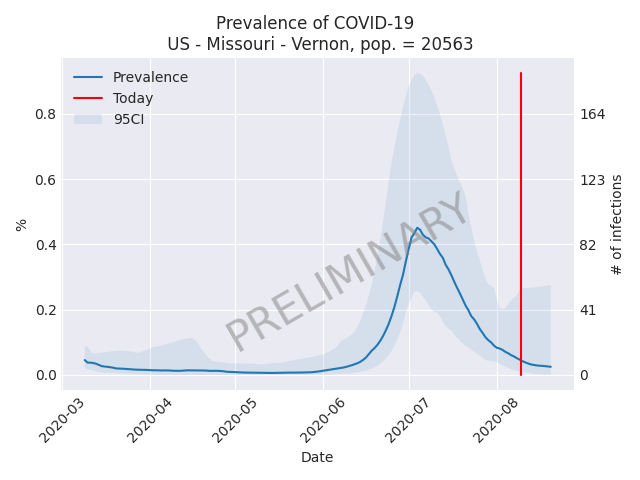 Prevalence of COVID-19
US - Missouri - Vernon, pop. = 20563
Prevalence
Today
95CI
%
0.8
0.6
0.4
0.2
0.0
164
123
82
41
0
# of infections
PRELIMINARY
2020-03
2020-04
2020-05
2020-06
2020-07
2020-08
Date